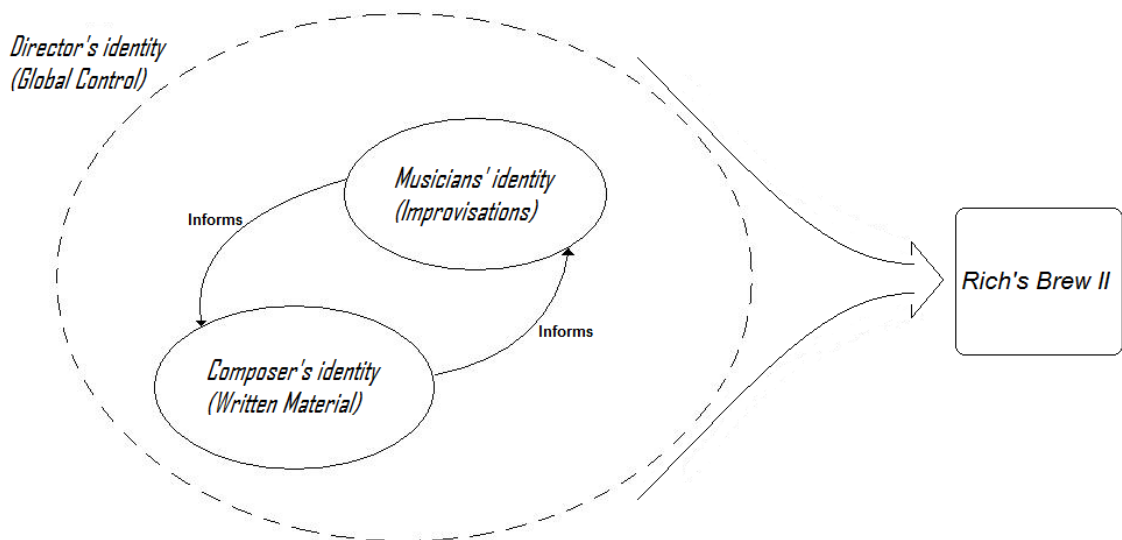 Director's identity
(Global Control)
Musicians' identity
(Improvisations)
Informs
Rich's Brew II
Informs
Composer's identity
(Written Material)